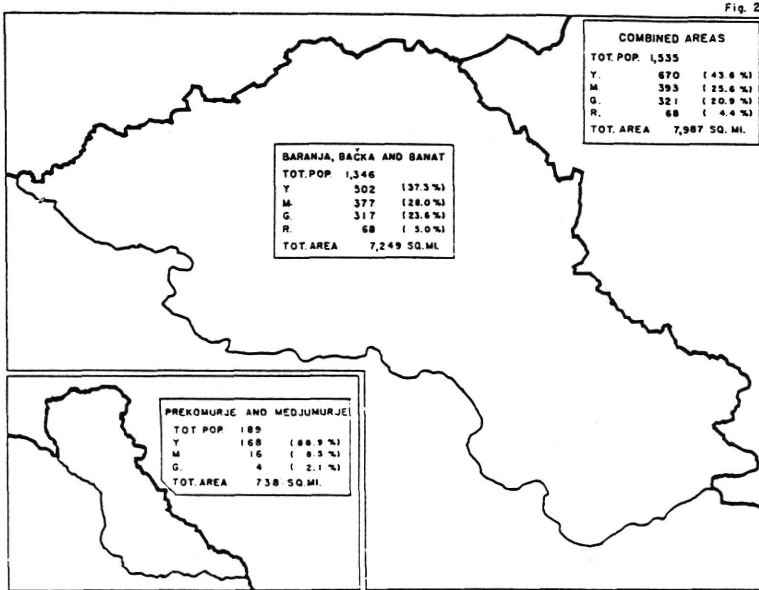 Fig. 2
COMBINED AREAS
TOT. POP. 1,535
Y. 670 (43.6 %)
M. 393 (25.6 %)
G. 321 (20.9 %)
R. 68 (4.4 %)
TOT. AREA 7,987 SQ. MI.
BARANJA, BAČKA AND BANAT
TOT. POP. 1,346
Y 502 (37.3 %)
M. 377 (28.0 %)
G. 317 (23.6 %)
R. 68 (5.0 %)
TOT. AREA 7,249 SQ. MI.
PREKOMURJE AND MEDJUMURJE
TOT POP 189
Y 168 (88.9 %)
M 16 (8.5 %)
G. 4 (2.1 %)
TOT. AREA 738 SQ. MI.